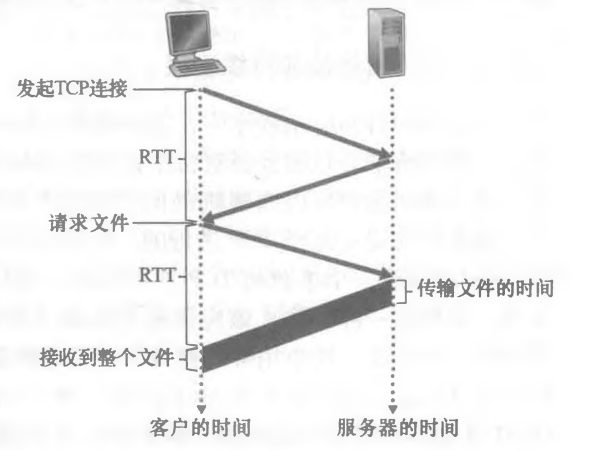 发起TCP连接
RTT
请求文件
RTT
传输文件的时间
接收到整个文件
客户的时间
服务器的时间